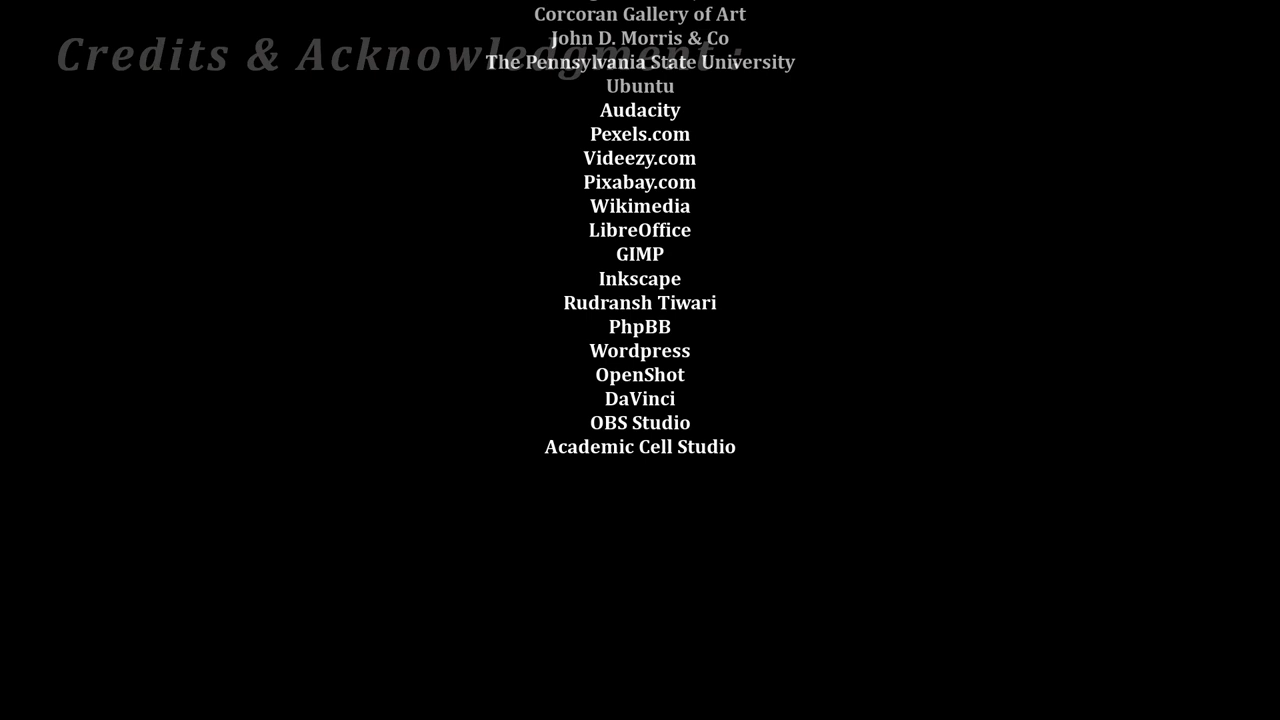 Corcoran Gallery of Art
Credits & Acknowledgment :
John D. Morris & Co
The Pennsylvania State University
Ubuntu
Audacity
Pexels.com
Videezy.com
Pixabay.com
Wikimedia
LibreOffice
GIMP
Inkscape
Rudransh Tiwari
PhpBB
Wordpress
OpenShot
DaVinci
OBS Studio
Academic Cell Studio